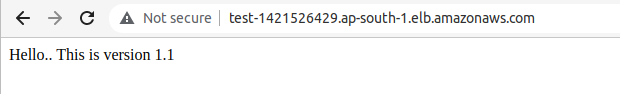 Not secure | test-1421526429.ap-south-1.elb.amazonaws.com
Hello.. This is version 1.1